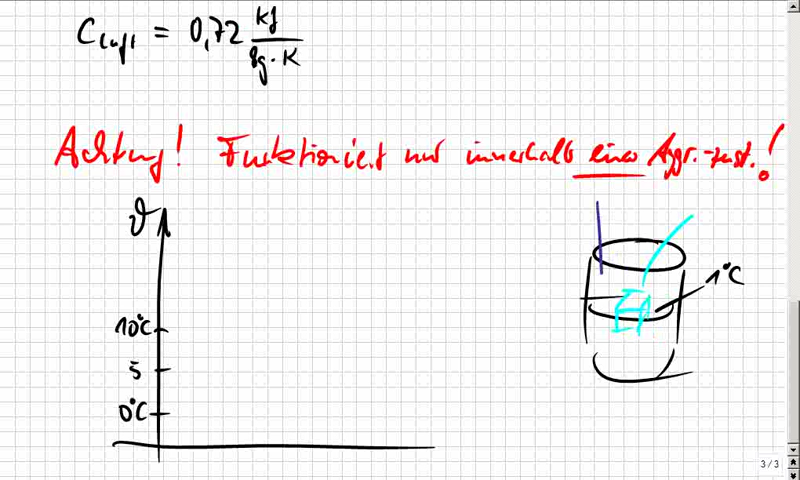 C_Luft = 0,72 kJ / kg · K
Achtung! Funktioniert nur innerhalb eines Aggr.-zust.!
ϑ
1°C
10°C
5
0°C
3 / 3